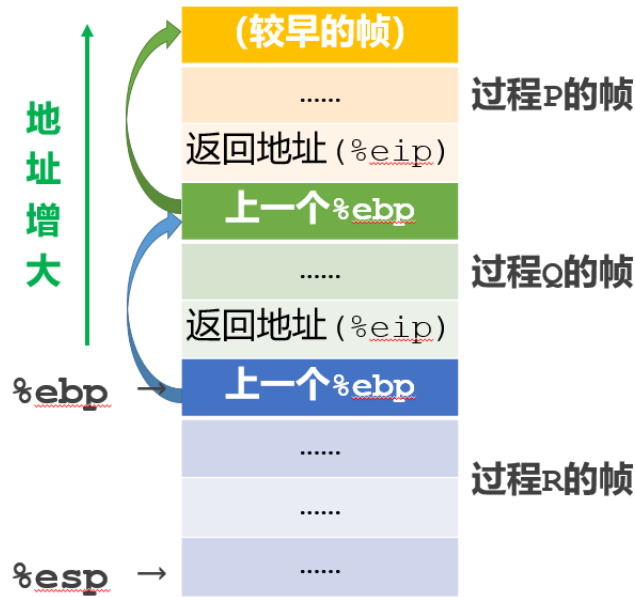 (较早的帧)
……
过程P的帧
返回地址(%eip)
上一个%ebp
……
过程Q的帧
返回地址(%eip)
上一个%ebp
……
过程R的帧
……
……
地址增大
%ebp →
%esp →